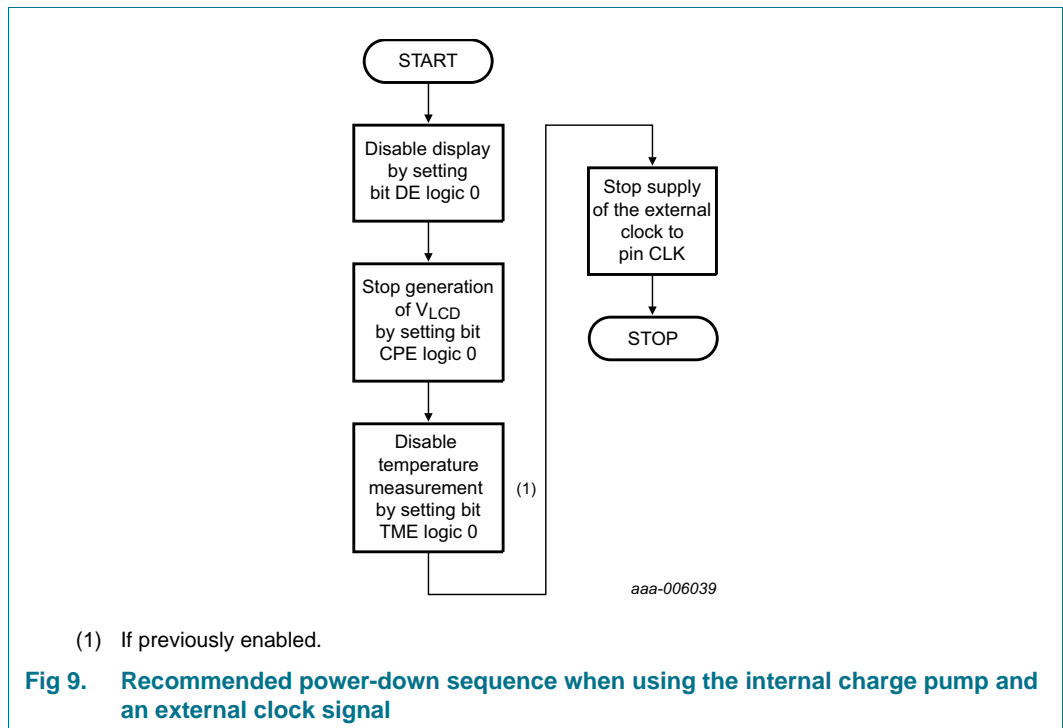 START
Disable display
by setting
bit DE logic 0
Stop generation
of VLCD
by setting bit
CPE logic 0
Disable
temperature
measurement
by setting bit
TME logic 0
(1)
Stop supply
of the external
clock to
pin CLK
STOP
aaa-006039
(1) If previously enabled.
Fig 9. Recommended power-down sequence when using the internal charge pump and
an external clock signal